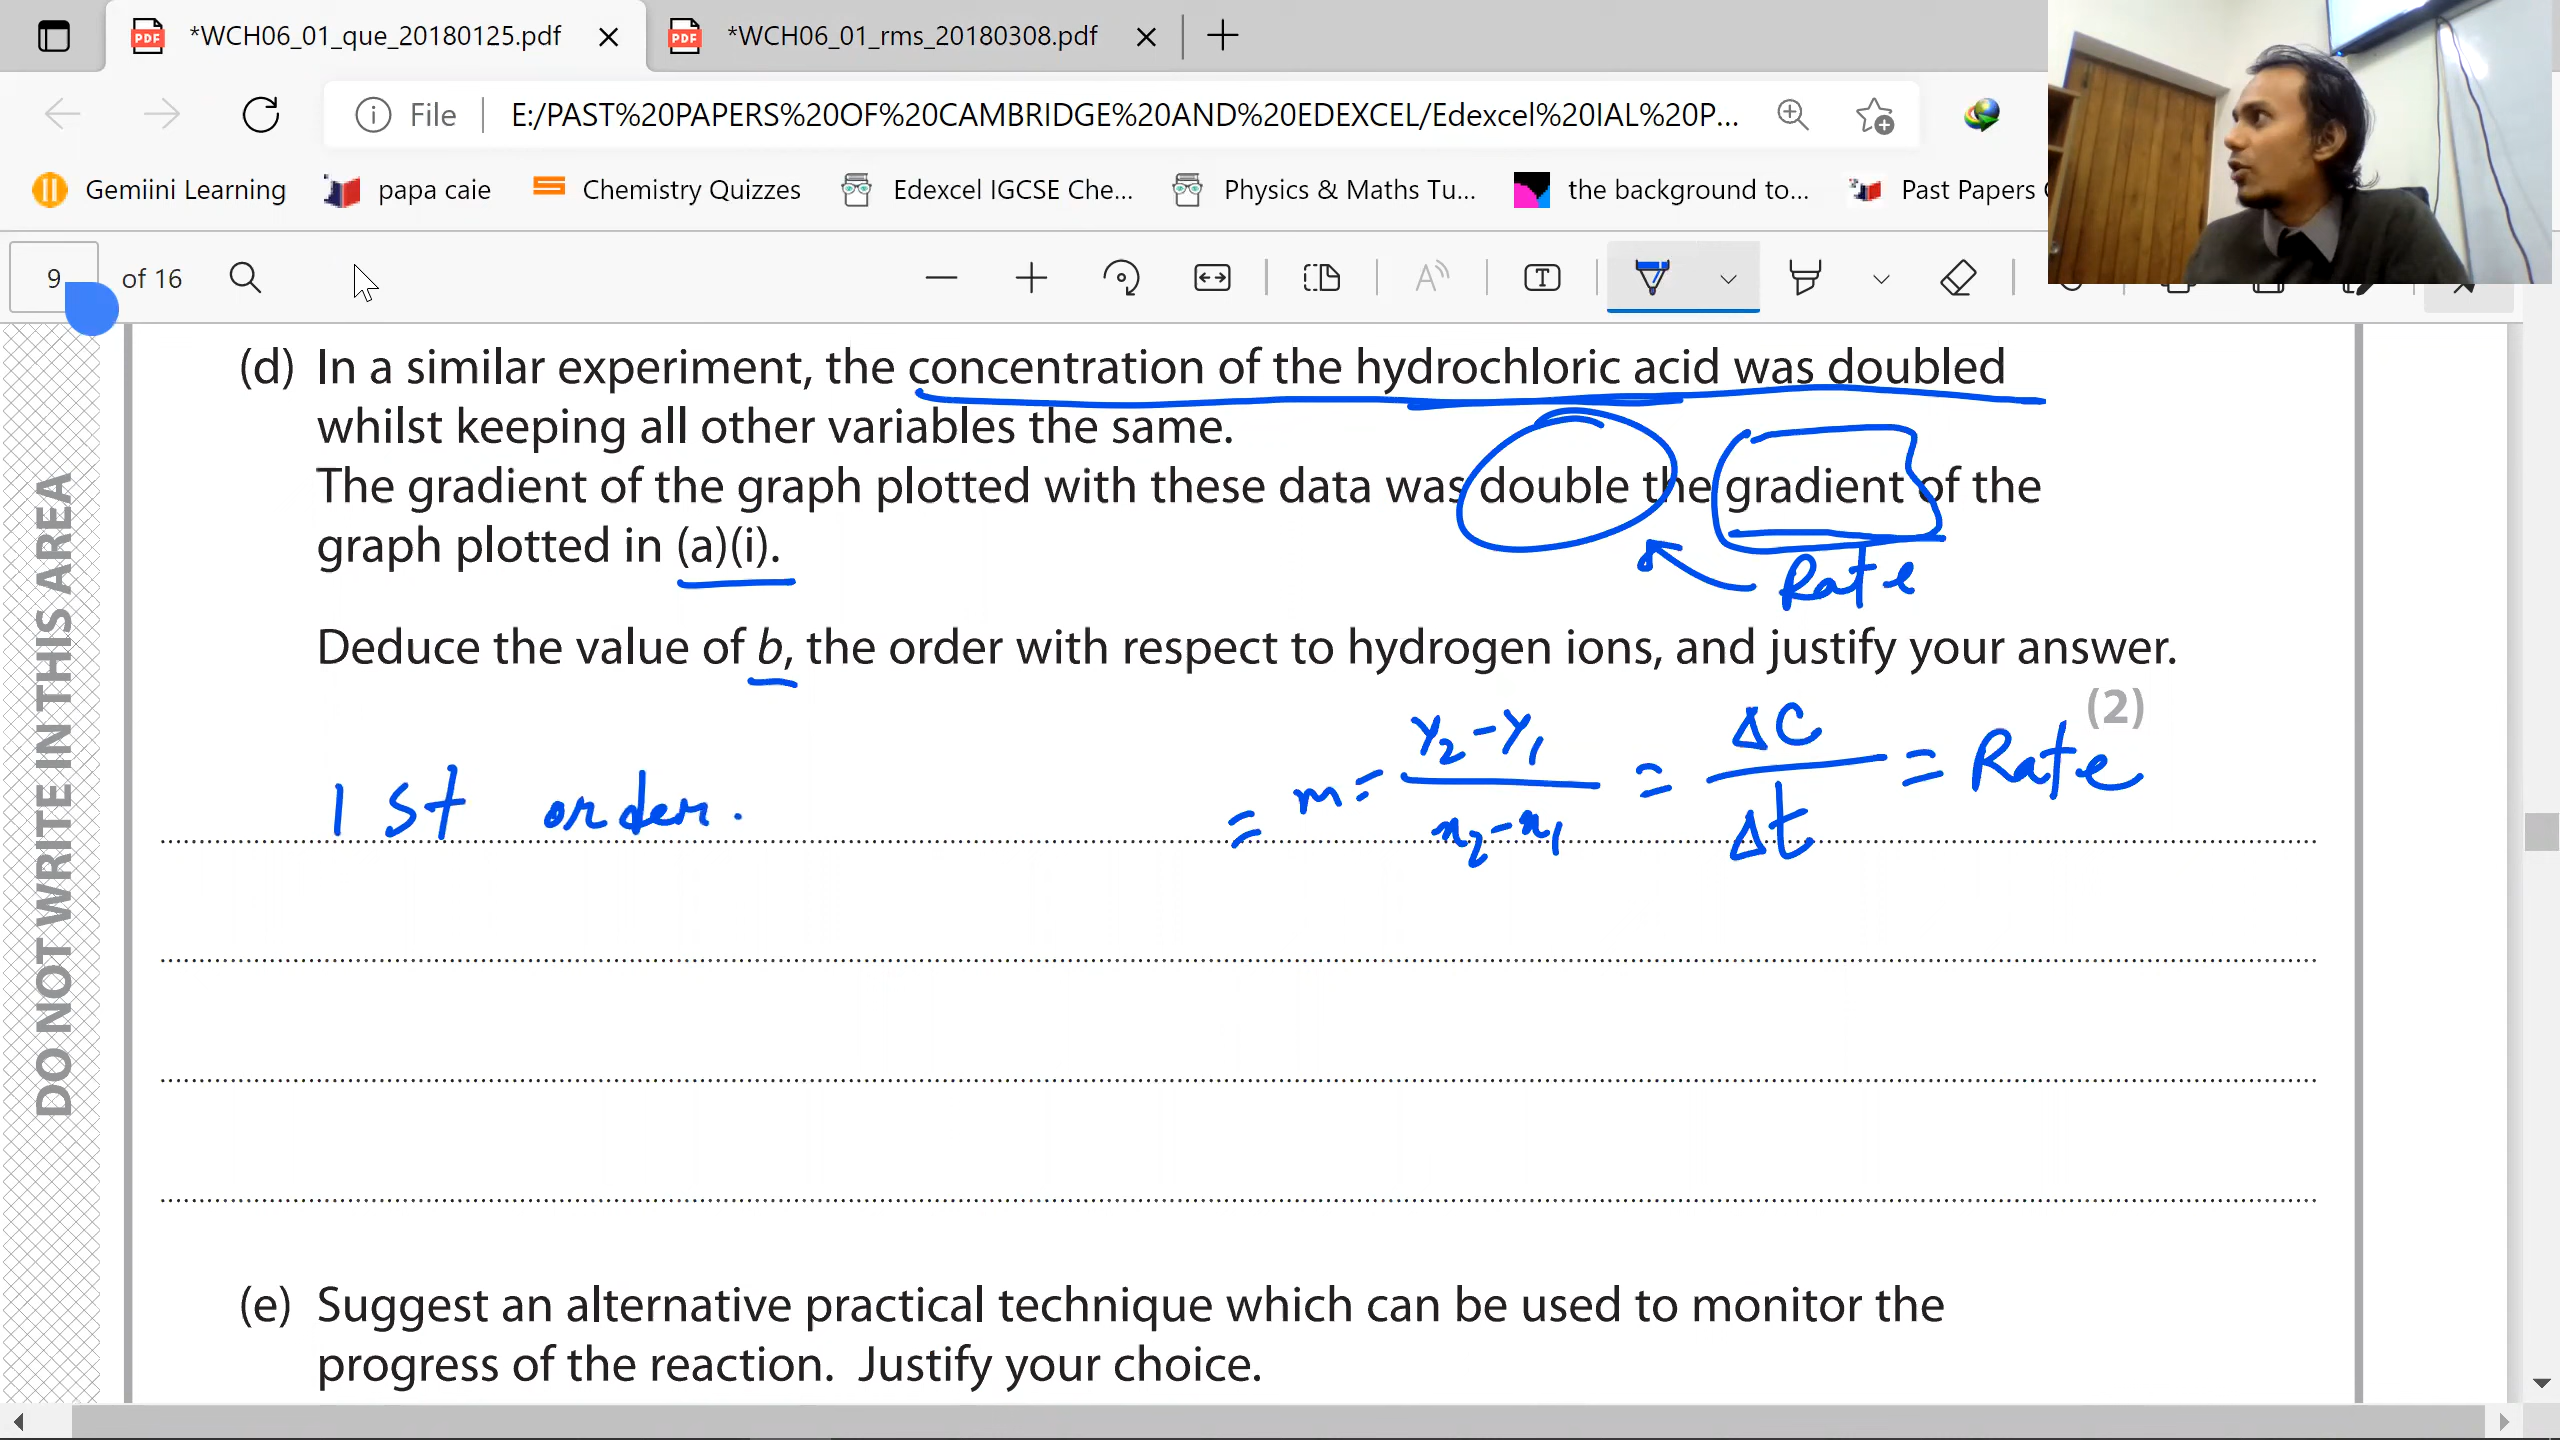 *WCH06_01_que_20180125.pdf
*WCH06_01_rms_20180308.pdf
File E:/PAST%20PAPERS%20OF%20CAMBRIDGE%20AND%20EDEXCEL/Edexcel%20IAL%20P...
Gemiini Learning papa caie Chemistry Quizzes Edexcel IGCSE Che... Physics & Maths Tu... the background to... Past Papers
9 of 16
DO NOT WRITE IN THIS AREA
(d) In a similar experiment, the concentration of the hydrochloric acid was doubled
whilst keeping all other variables the same.
The gradient of the graph plotted with these data was double the gradient of the
graph plotted in (a)(i).
Rate
Deduce the value of b, the order with respect to hydrogen ions, and justify your answer.
(2)
1 st order.
= m = y2 - y1 / x2 - x1 = ΔC / Δt = Rate
(e) Suggest an alternative practical technique which can be used to monitor the
progress of the reaction. Justify your choice.